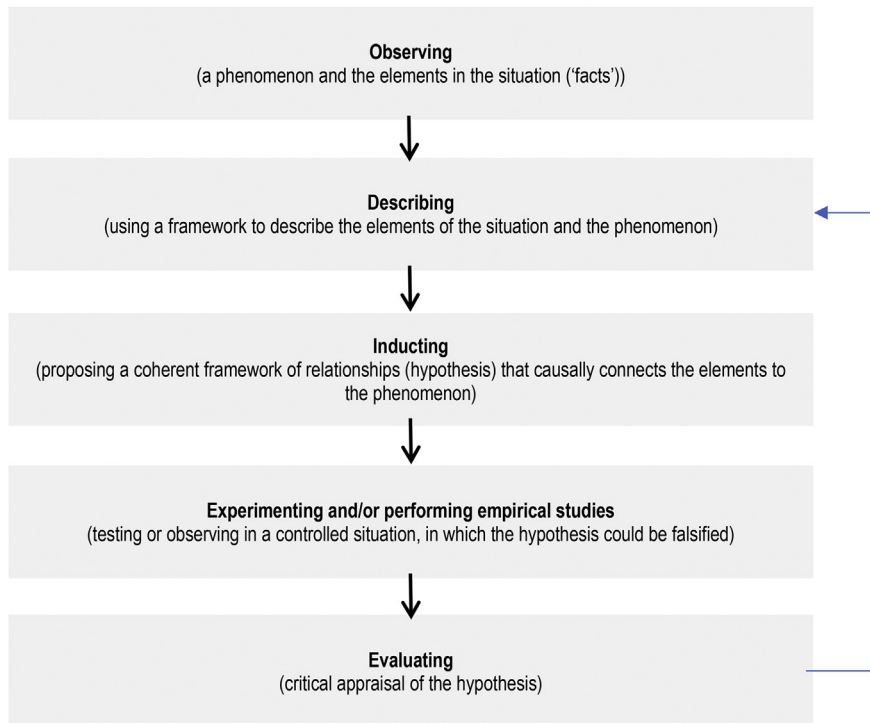 Observing
(a phenomenon and the elements in the situation (‘facts’))
Describing
(using a framework to describe the elements of the situation and the phenomenon)
Inducting
(proposing a coherent framework of relationships (hypothesis) that causally connects the elements to
the phenomenon)
Experimenting and/or performing empirical studies
(testing or observing in a controlled situation, in which the hypothesis could be falsified)
Evaluating
(critical appraisal of the hypothesis)